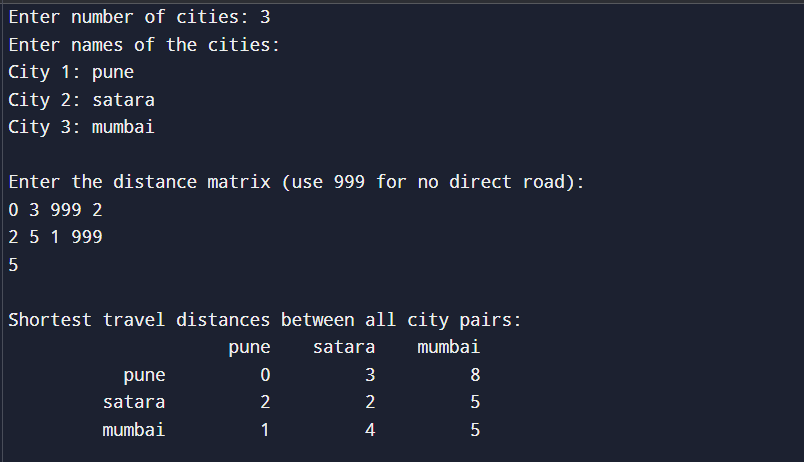 Enter number of cities: 3
Enter names of the cities:
City 1: pune
City 2: satara
City 3: mumbai
Enter the distance matrix (use 999 for no direct road):
0 3 999 2
2 5 1 999
5
Shortest travel distances between all city pairs:
pune satara mumbai
pune 0 3 8
satara 2 2 5
mumbai 1 4 5